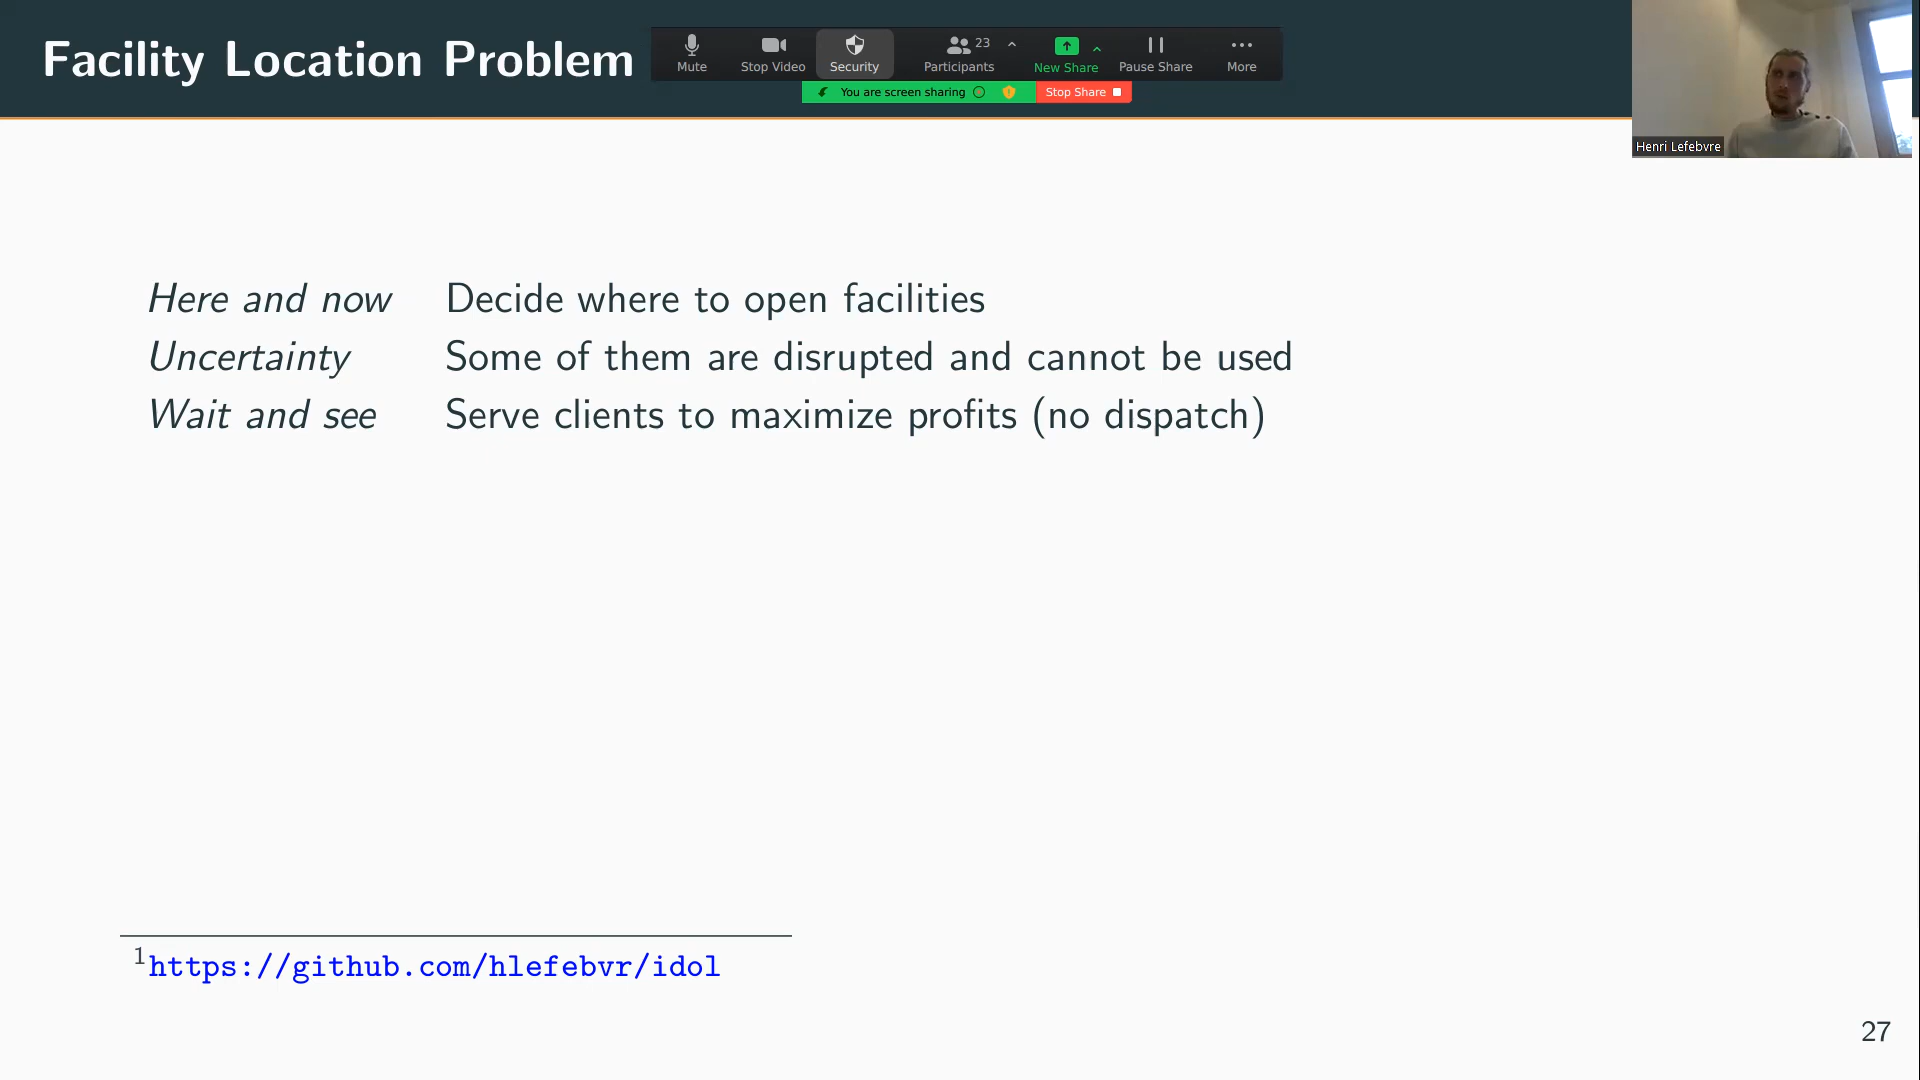 Facility Location Problem
Mute
Stop Video
Security
Participants
23
New Share
Pause Share
More
You are screen sharing
Stop Share
Henri Lefebvre
Here and now Decide where to open facilities
Uncertainty Some of them are disrupted and cannot be used
Wait and see Serve clients to maximize profits (no dispatch)
1https://github.com/hlefebvr/idol
27